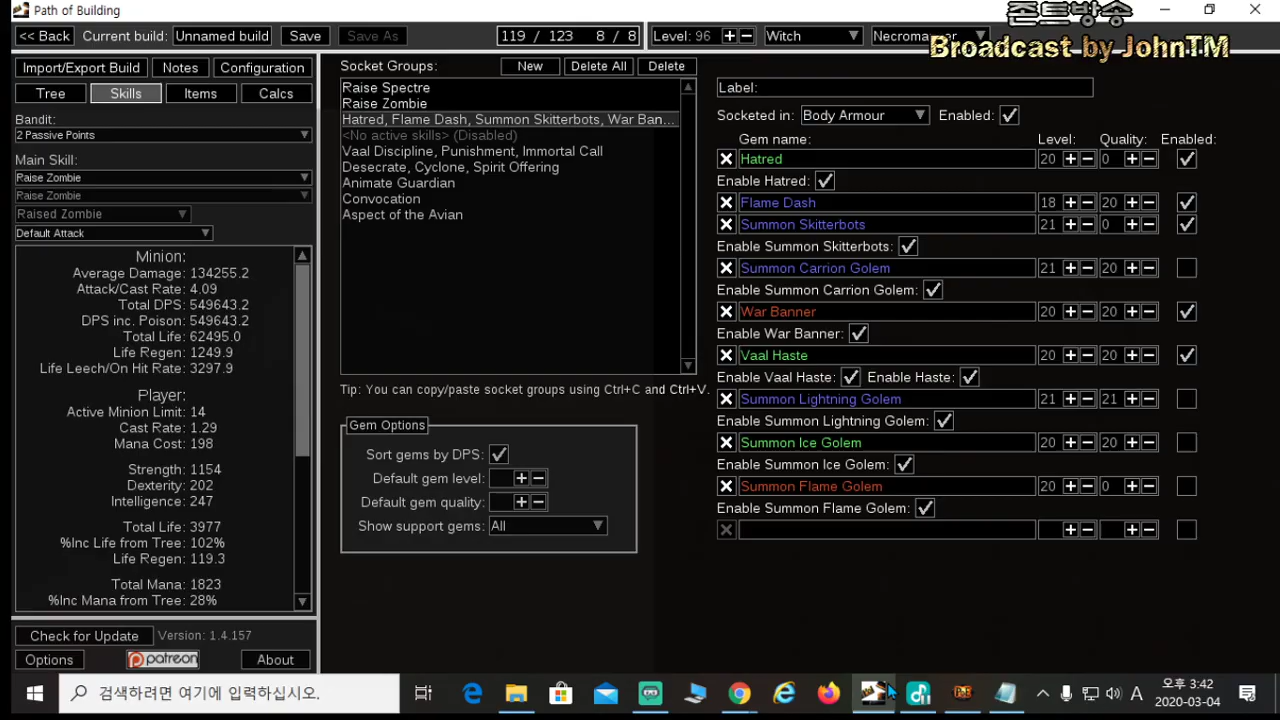 Path of Building
존트방송
Broadcast by JohnTM
<< Back
Current build:
Unnamed build
Save
Save As
119 / 123 8 / 8
Level: 96
Witch
Necromancer
Import/Export Build
Notes
Configuration
Tree
Skills
Items
Calcs
Bandit:
2 Passive Points
Main Skill:
Raise Zombie
Raise Zombie
Raised Zombie
Default Attack
Minion:
Average Damage: 134255.2
Attack/Cast Rate: 4.09
Total DPS: 549643.2
DPS inc. Poison: 549643.2
Total Life: 62495.0
Life Regen: 1249.9
Life Leech/On Hit Rate: 3297.9
Player:
Active Minion Limit: 14
Cast Rate: 1.29
Mana Cost: 198
Strength: 1154
Dexterity: 202
Intelligence: 247
Total Life: 3977
%Inc Life from Tree: 102%
Life Regen: 119.3
Total Mana: 1823
%Inc Mana from Tree: 28%
Check for Update
Version: 1.4.157
Options
patreon
About
Socket Groups:
New
Delete All
Delete
Raise Spectre
Raise Zombie
Hatred, Flame Dash, Summon Skitterbots, War Ban...
<No active skills> (Disabled)
Vaal Discipline, Punishment, Immortal Call
Desecrate, Cyclone, Spirit Offering
Animate Guardian
Convocation
Aspect of the Avian
Tip: You can copy/paste socket groups using Ctrl+C and Ctrl+V.
Gem Options
Sort gems by DPS:
Default gem level:
Default gem quality:
Show support gems: All
Label:
Socketed in: Body Armour
Enabled:
Gem name: Level: Quality: Enabled:
Hatred 20 0
Enable Hatred:
Flame Dash 18 20
Summon Skitterbots 21 0
Enable Summon Skitterbots:
Summon Carrion Golem 21 20
Enable Summon Carrion Golem:
War Banner 20 20
Enable War Banner:
Vaal Haste 20 20
Enable Vaal Haste: Enable Haste:
Summon Lightning Golem 21 21
Enable Summon Lightning Golem:
Summon Ice Golem 20 20
Enable Summon Ice Golem:
Summon Flame Golem 20 0
Enable Summon Flame Golem:
검색하려면 여기에 입력하십시오.
A
오후 3:42
2020-03-04